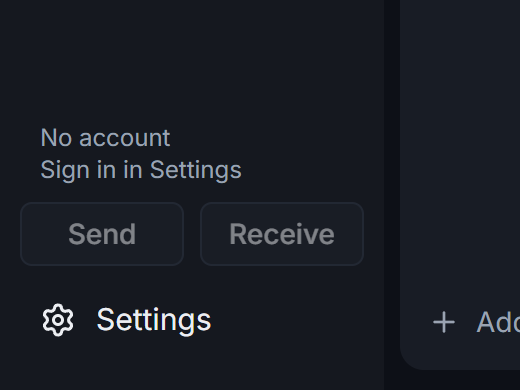 No account
Sign in in Settings
Send
Receive
Settings